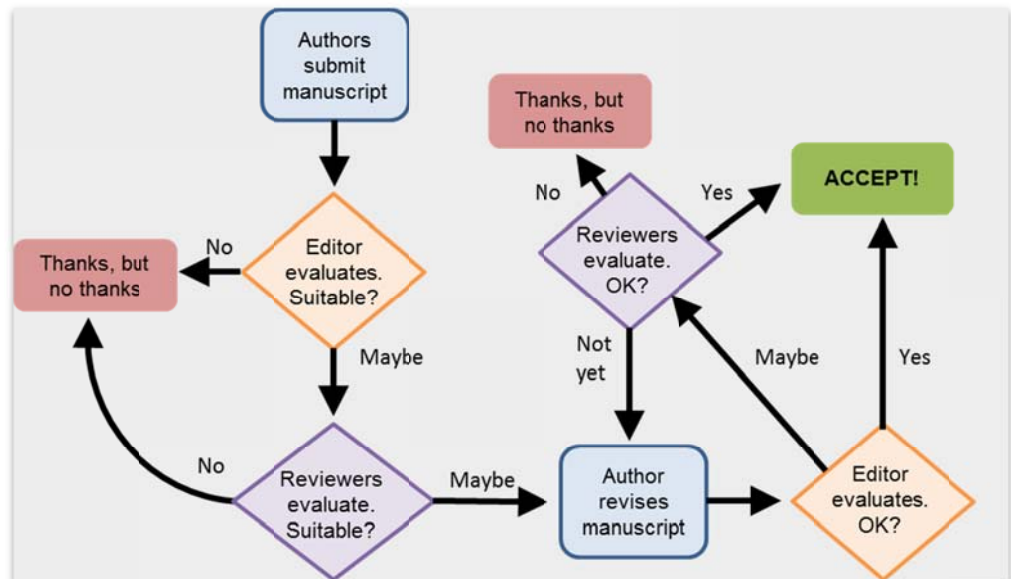 Authors
submit
manuscript
Editor
evaluates.
Suitable?
No
Thanks, but
no thanks
Maybe
Reviewers
evaluate.
Suitable?
No
Maybe
Author
revises
manuscript
Editor
evaluates.
OK?
Maybe
Yes
Reviewers
evaluate.
OK?
No
Thanks, but
no thanks
Yes
Not
yet
ACCEPT!